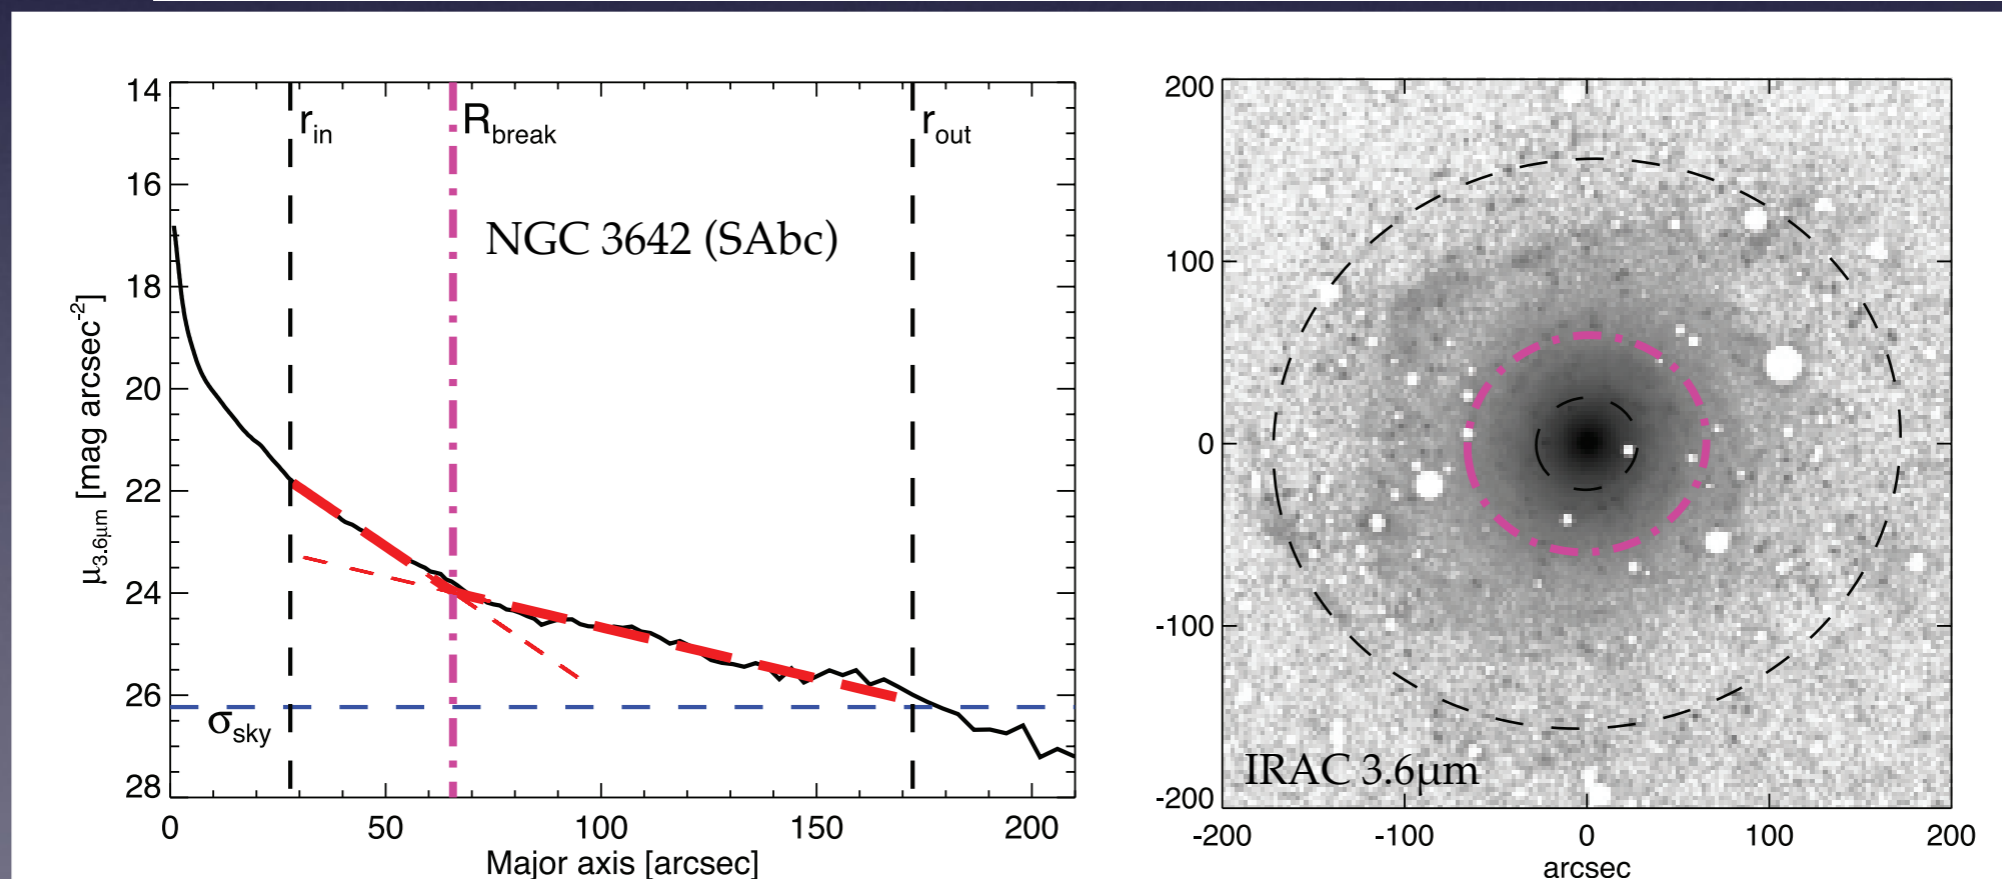 14
16
18
20
22
24
26
28
μ3.6μm [mag arcsec-2]
rin
Rbreak
rout
NGC 3642 (SAbc)
σsky
0 50 100 150 200
Major axis [arcsec]
200
100
0
-100
-200
IRAC 3.6μm
-200 -100 0 100 200
arcsec